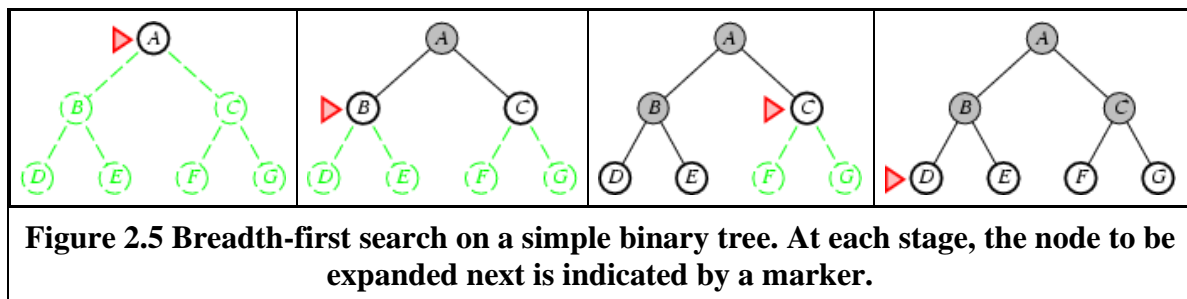 A A A A
B C B C B C B C
D E F G D E F G D E F G D E F G
Figure 2.5 Breadth-first search on a simple binary tree. At each stage, the node to be
expanded next is indicated by a marker.